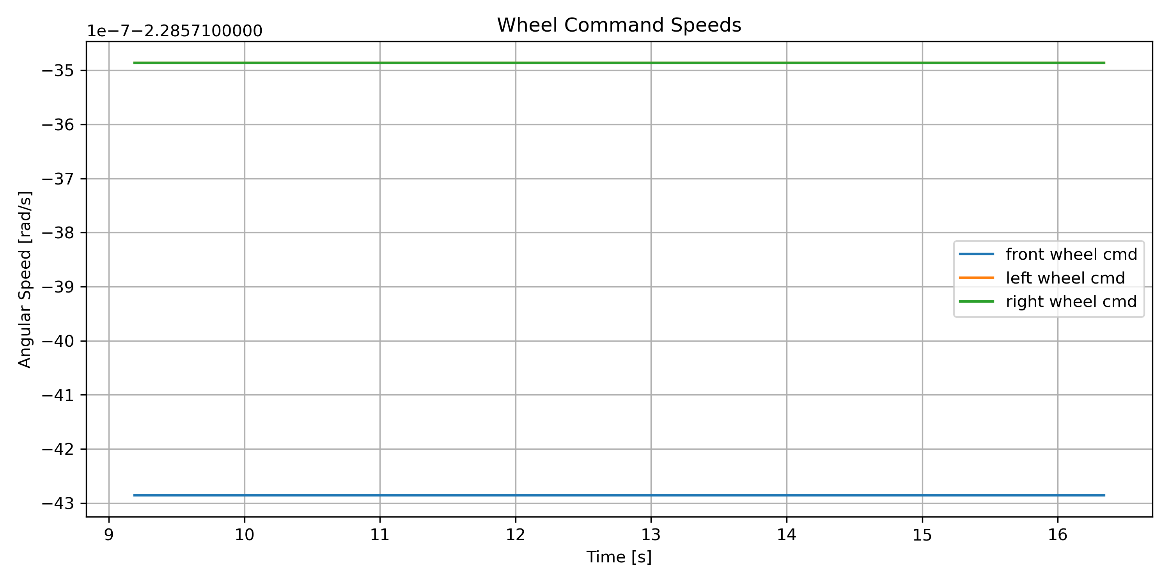 Wheel Command Speeds
1e−7−2.2857100000
−35
−36
−37
−38
−39
−40
−41
−42
−43
Angular Speed [rad/s]
front wheel cmd
left wheel cmd
right wheel cmd
9 10 11 12 13 14 15 16
Time [s]